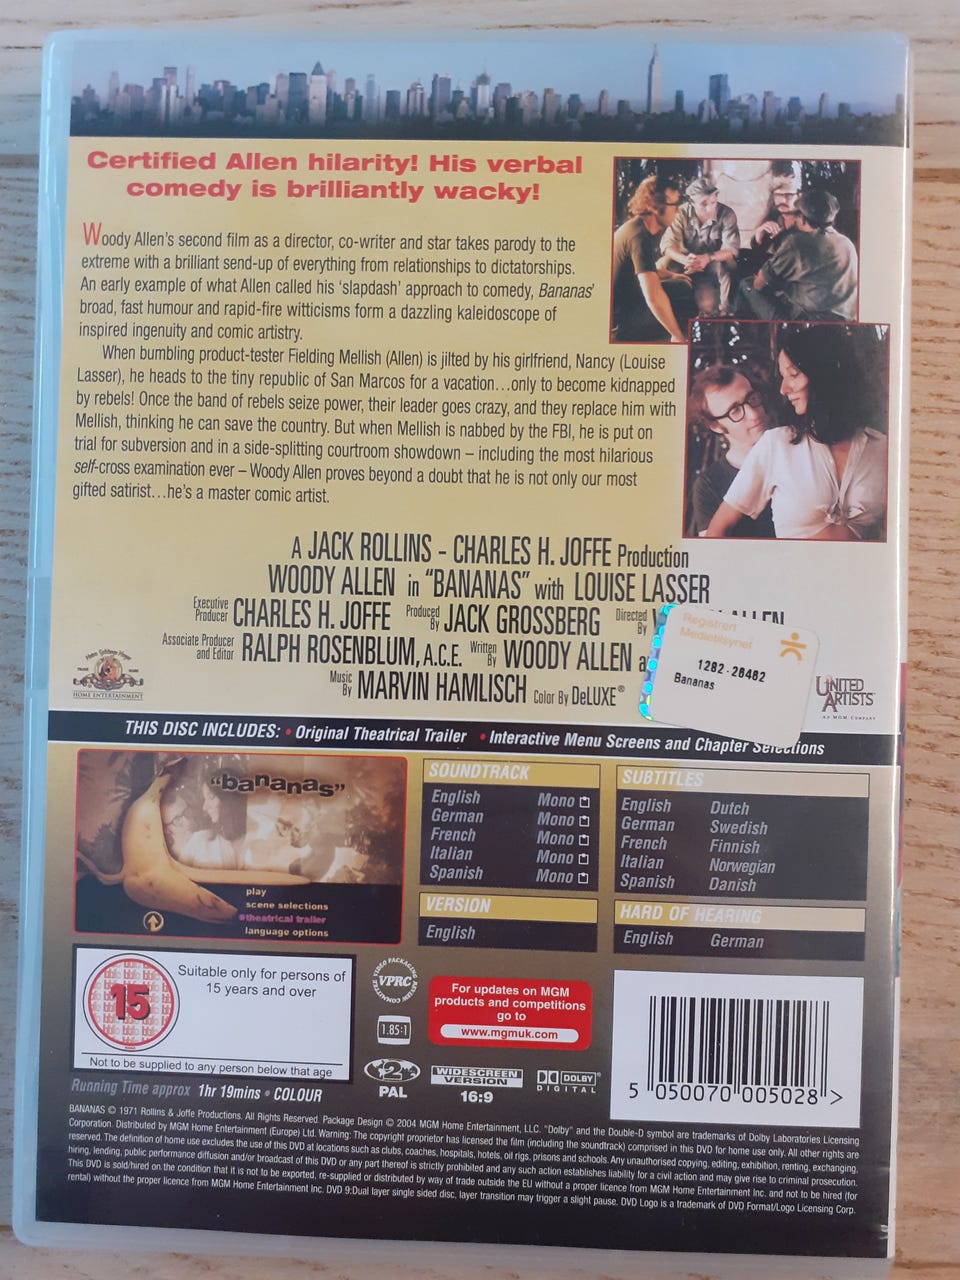 Certified Allen hilarity! His verbal
comedy is brilliantly wacky!
Woody Allen's second film as a director, co-writer and star takes parody to the
extreme with a brilliant send-up of everything from relationships to dictatorships.
An early example of what Allen called his 'slapdash' approach to comedy, Bananas'
broad, fast humour and rapid-fire witticisms form a dazzling kaleidoscope of
inspired ingenuity and comic artistry.
When bumbling product-tester Fielding Mellish (Allen) is jilted by his girlfriend, Nancy (Louise
Lasser), he heads to the tiny republic of San Marcos for a vacation...only to become kidnapped
by rebels! Once the band of rebels seize power, their leader goes crazy, and they replace him with
Mellish, thinking he can save the country. But when Mellish is nabbed by the FBI, he is put on
trial for subversion and in a side-splitting courtroom showdown – including the most hilarious
self-cross examination ever – Woody Allen proves beyond a doubt that he is not only our most
gifted satirist...he's a master comic artist.
A JACK ROLLINS - CHARLES H. JOFFE Production
WOODY ALLEN in "BANANAS" with LOUISE LASSER
Executive Producer CHARLES H. JOFFE Produced By JACK GROSSBERG Directed By ALLEN
Associate Producer and Editor RALPH ROSENBLUM, A.C.E. Written By WOODY ALLEN
Music By MARVIN HAMLISCH Color By DeLUXE®
Registrert
Medietilsynet
1282-28482
Bananas
Metro Goldwyn Mayer
TRADE MARK
HOME ENTERTAINMENT
UNITED
ARTISTS
AN MGM COMPANY
THIS DISC INCLUDES: • Original Theatrical Trailer • Interactive Menu Screens and Chapter Selections
"bananas"
play
scene selections
theatrical trailer
language options
SOUNDTRACK
English Mono
German Mono
French Mono
Italian Mono
Spanish Mono
VERSION
English
SUBTITLES
English Dutch
German Swedish
French Finnish
Italian Norwegian
Spanish Danish
HARD OF HEARING
English German
15
Suitable only for persons of
15 years and over
Not to be supplied to any person below that age
Running Time approx 1hr 19mins • COLOUR
VIDEO PACKAGING REVIEW COMMITTEE
VPRC
1.85:1
2
PAL
For updates on MGM
products and competitions
go to
www.mgmuk.com
WIDESCREEN
VERSION
16:9
DOLBY
DIGITAL
5 050070 005028 >
BANANAS © 1971 Rollins & Joffe Productions. All Rights Reserved. Package Design © 2004 MGM Home Entertainment, LLC. "Dolby" and the Double-D symbol are trademarks of Dolby Laboratories Licensing
Corporation. Distributed by MGM Home Entertainment (Europe) Ltd. Warning: The copyright proprietor has licensed the film (including the soundtrack) comprised in this DVD for home use only. All other rights are
reserved. The definition of home use excludes the use of this DVD at locations such as clubs, coaches, hospitals, hotels, oil rigs, prisons and schools. Any unauthorised copying, editing, exhibition, renting, exchanging,
hiring, lending, public performance diffusion and/or broadcast of this DVD or any part thereof is strictly prohibited and any such action establishes liability for a civil action and may give rise to criminal prosecution.
This DVD is sold/hired on the condition that it is not to be exported, re-supplied or distributed by way of trade outside the EU without a proper licence from MGM Home Entertainment Inc. and not to be hired (for
rental) without the proper licence from MGM Home Entertainment Inc. DVD 9:Dual layer single sided disc, layer transition may trigger a slight pause. DVD Logo is a trademark of DVD Format/Logo Licensing Corp.